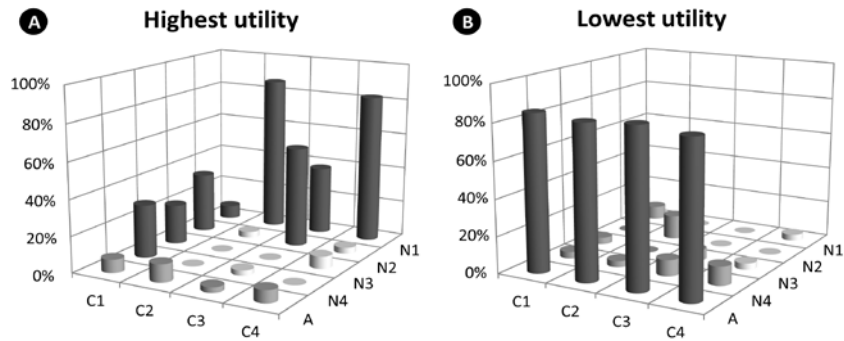 A Highest utility
100%
80%
60%
40%
20%
0%
C1
C2
C3
C4
A
N4
N3
N2
N1
B Lowest utility
100%
80%
60%
40%
20%
0%
C1
C2
C3
C4
A
N4
N3
N2
N1